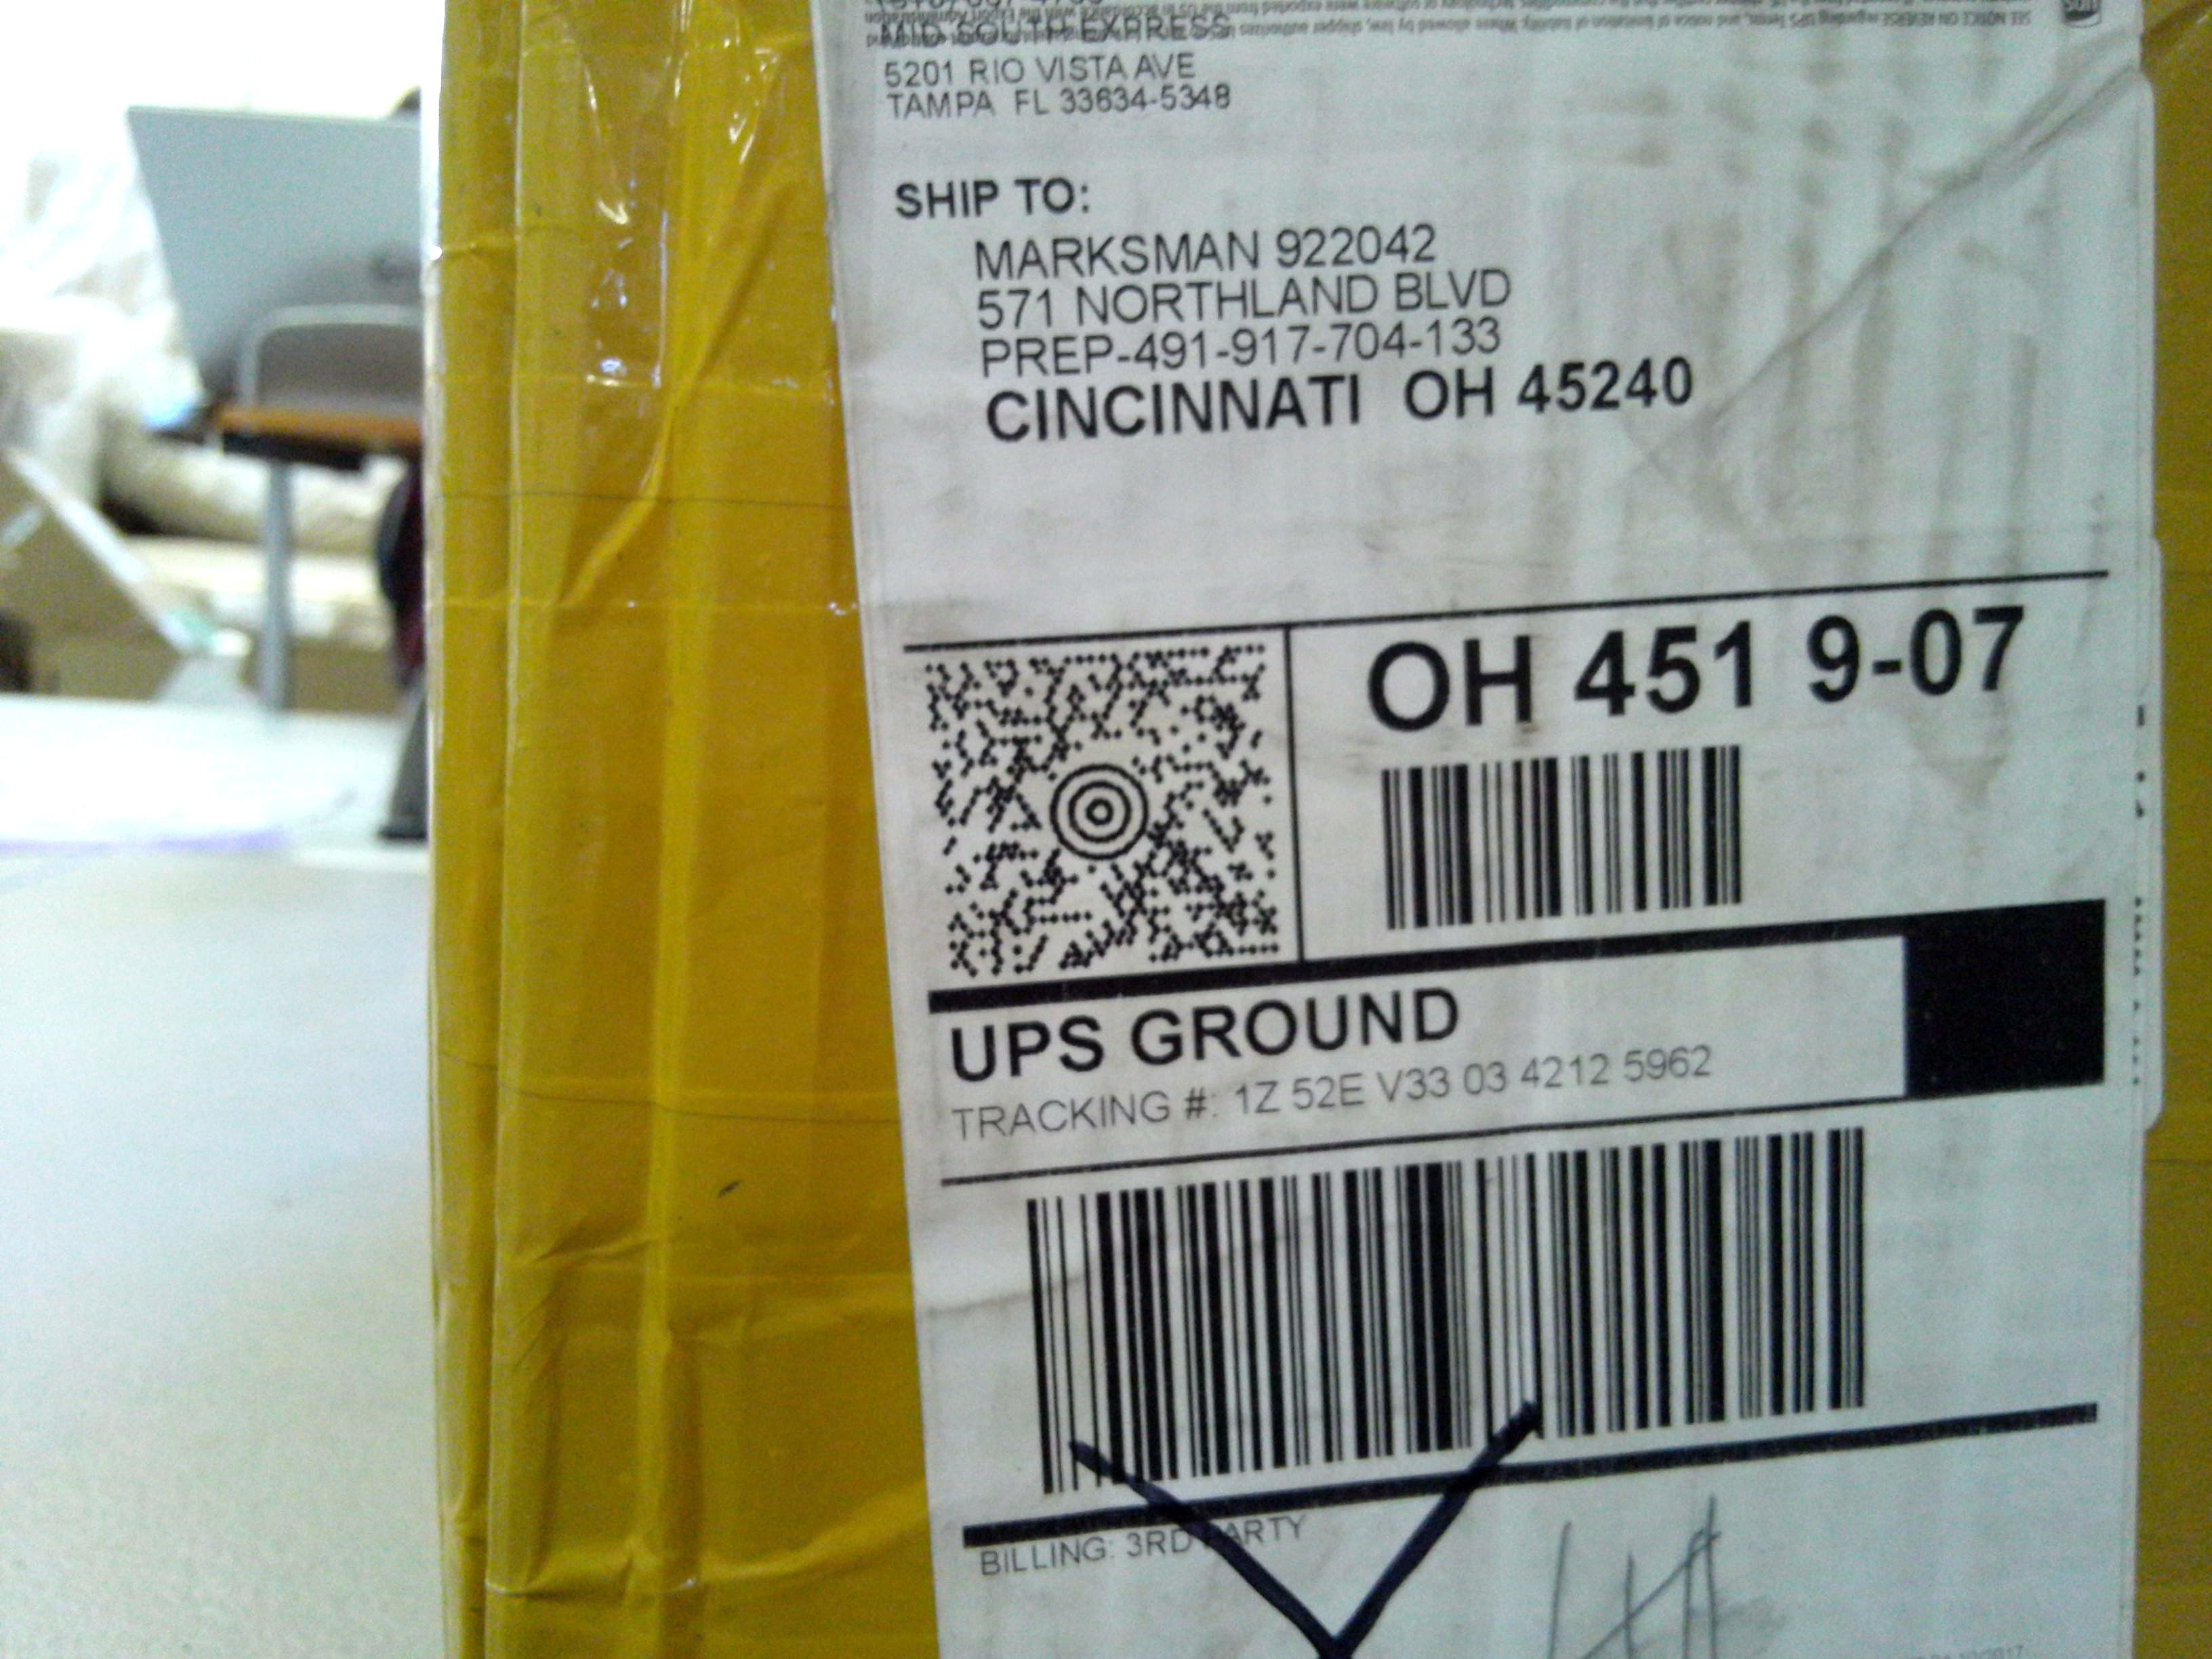 MID SOUTH EXPRESS
5201 RIO VISTA AVE
TAMPA FL 33634-5348
SHIP TO:
MARKSMAN 922042
571 NORTHLAND BLVD
PREP-491-917-704-133
CINCINNATI OH 45240
OH 451 9-07
UPS GROUND
TRACKING #: 1Z 52E V33 03 4212 5962
BILLING: 3RD PARTY